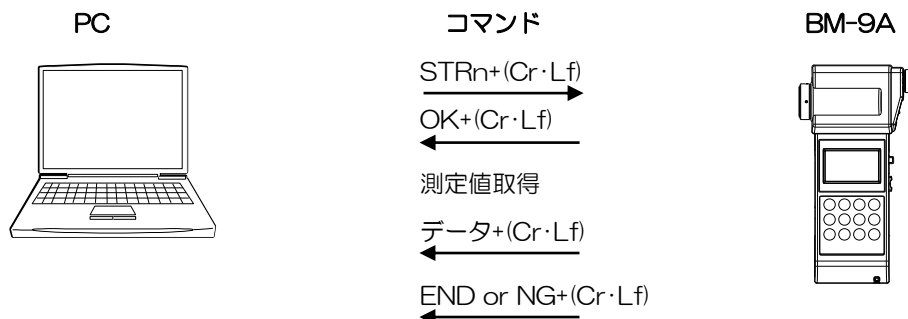 PC
コマンド
BM-9A
STRn+(Cr・Lf)
OK+(Cr・Lf)
測定値取得
データ+(Cr・Lf)
END or NG+(Cr・Lf)